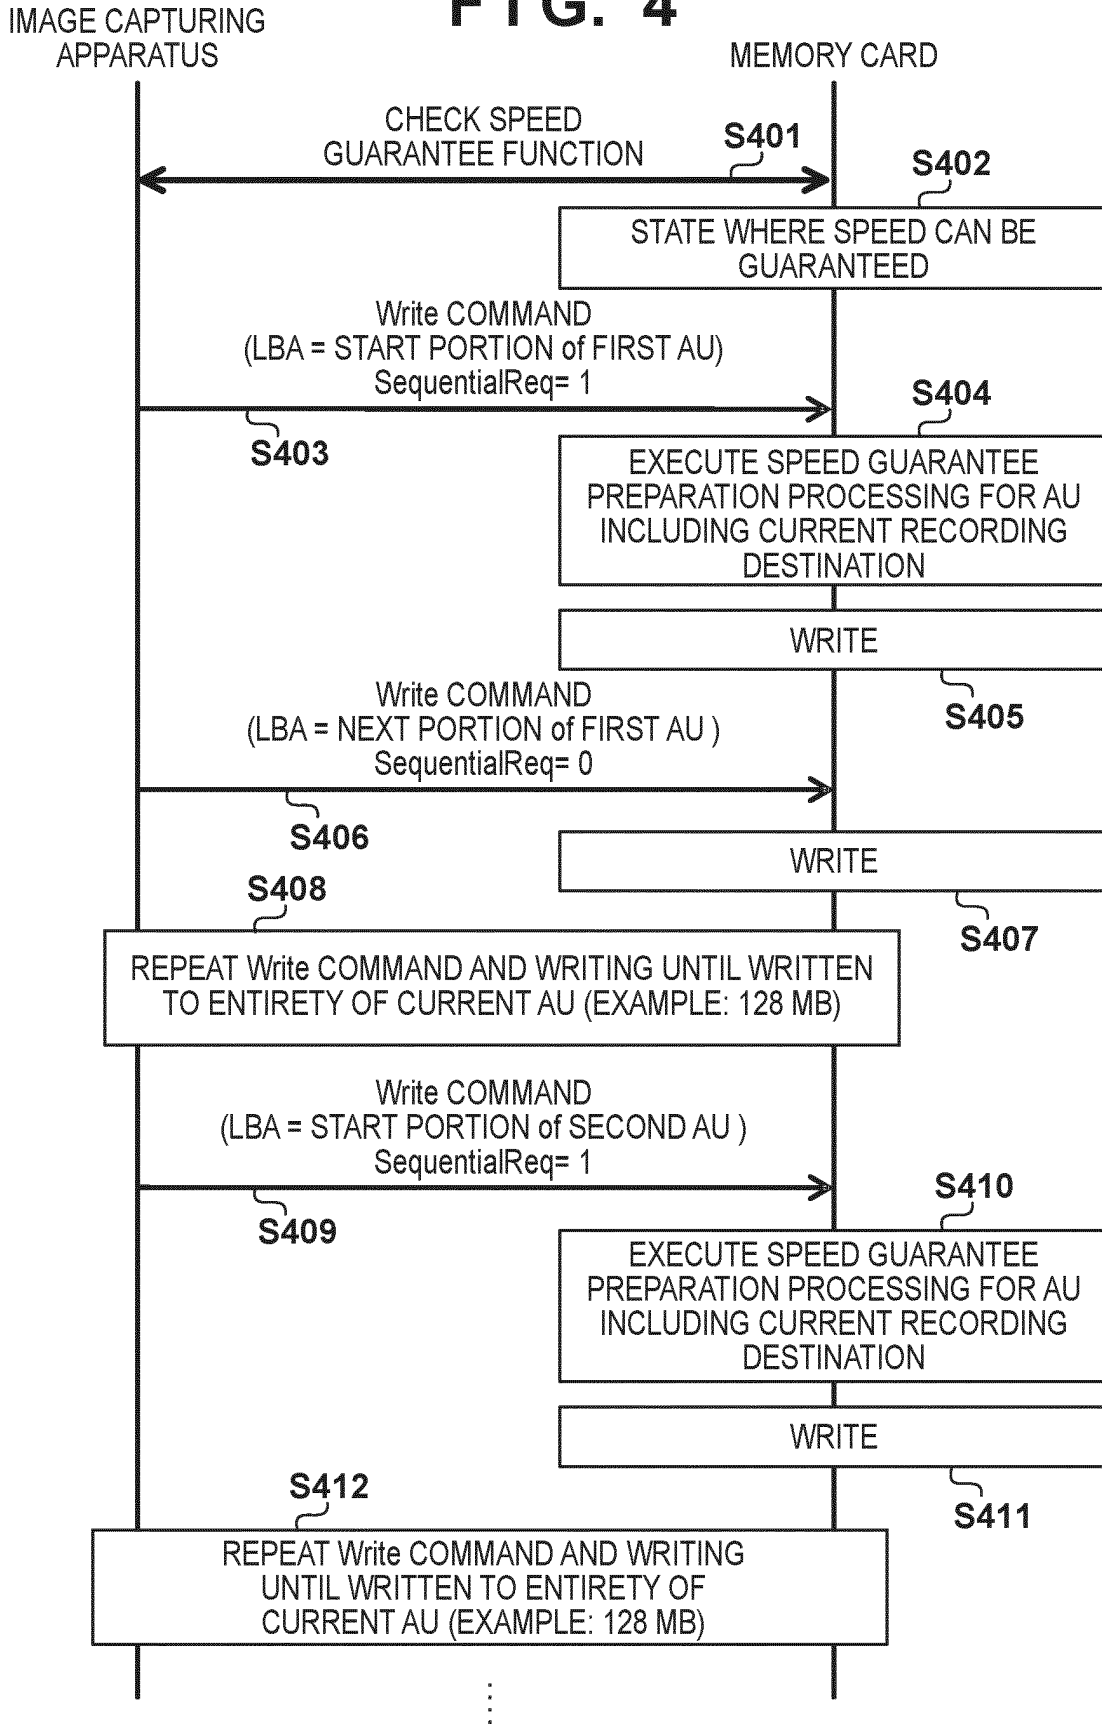 FIG. 4
IMAGE CAPTURING
APPARATUS
MEMORY CARD
CHECK SPEED
GUARANTEE FUNCTION
S401
S402
STATE WHERE SPEED CAN BE
GUARANTEED
Write COMMAND
(LBA = START PORTION of FIRST AU)
SequentialReq= 1
S403
S404
EXECUTE SPEED GUARANTEE
PREPARATION PROCESSING FOR AU
INCLUDING CURRENT RECORDING
DESTINATION
WRITE
S405
Write COMMAND
(LBA = NEXT PORTION of FIRST AU )
SequentialReq= 0
S406
WRITE
S407
S408
REPEAT Write COMMAND AND WRITING UNTIL WRITTEN
TO ENTIRETY OF CURRENT AU (EXAMPLE: 128 MB)
Write COMMAND
(LBA = START PORTION of SECOND AU )
SequentialReq= 1
S409
S410
EXECUTE SPEED GUARANTEE
PREPARATION PROCESSING FOR AU
INCLUDING CURRENT RECORDING
DESTINATION
WRITE
S411
S412
REPEAT Write COMMAND AND WRITING
UNTIL WRITTEN TO ENTIRETY OF
CURRENT AU (EXAMPLE: 128 MB)